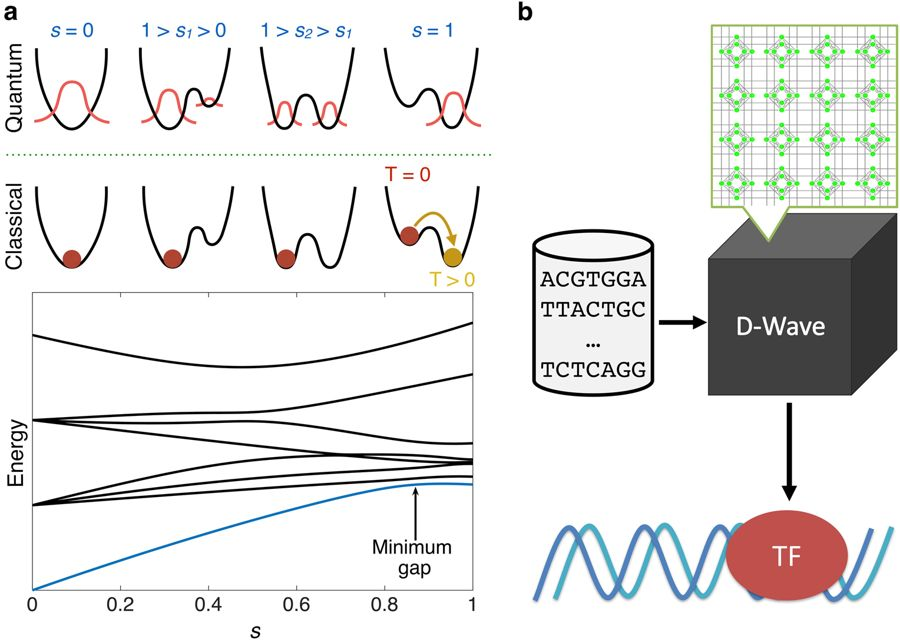 a
s = 0
1 > s₁ > 0
1 > s₂ > s₁
s = 1
Quantum
Classical
T = 0
T > 0
Energy
Minimum
gap
0
0.2
0.4
0.6
0.8
1
s
b
ACGTGGA
TTACTGC
...
TCTCAGG
D-Wave
TF